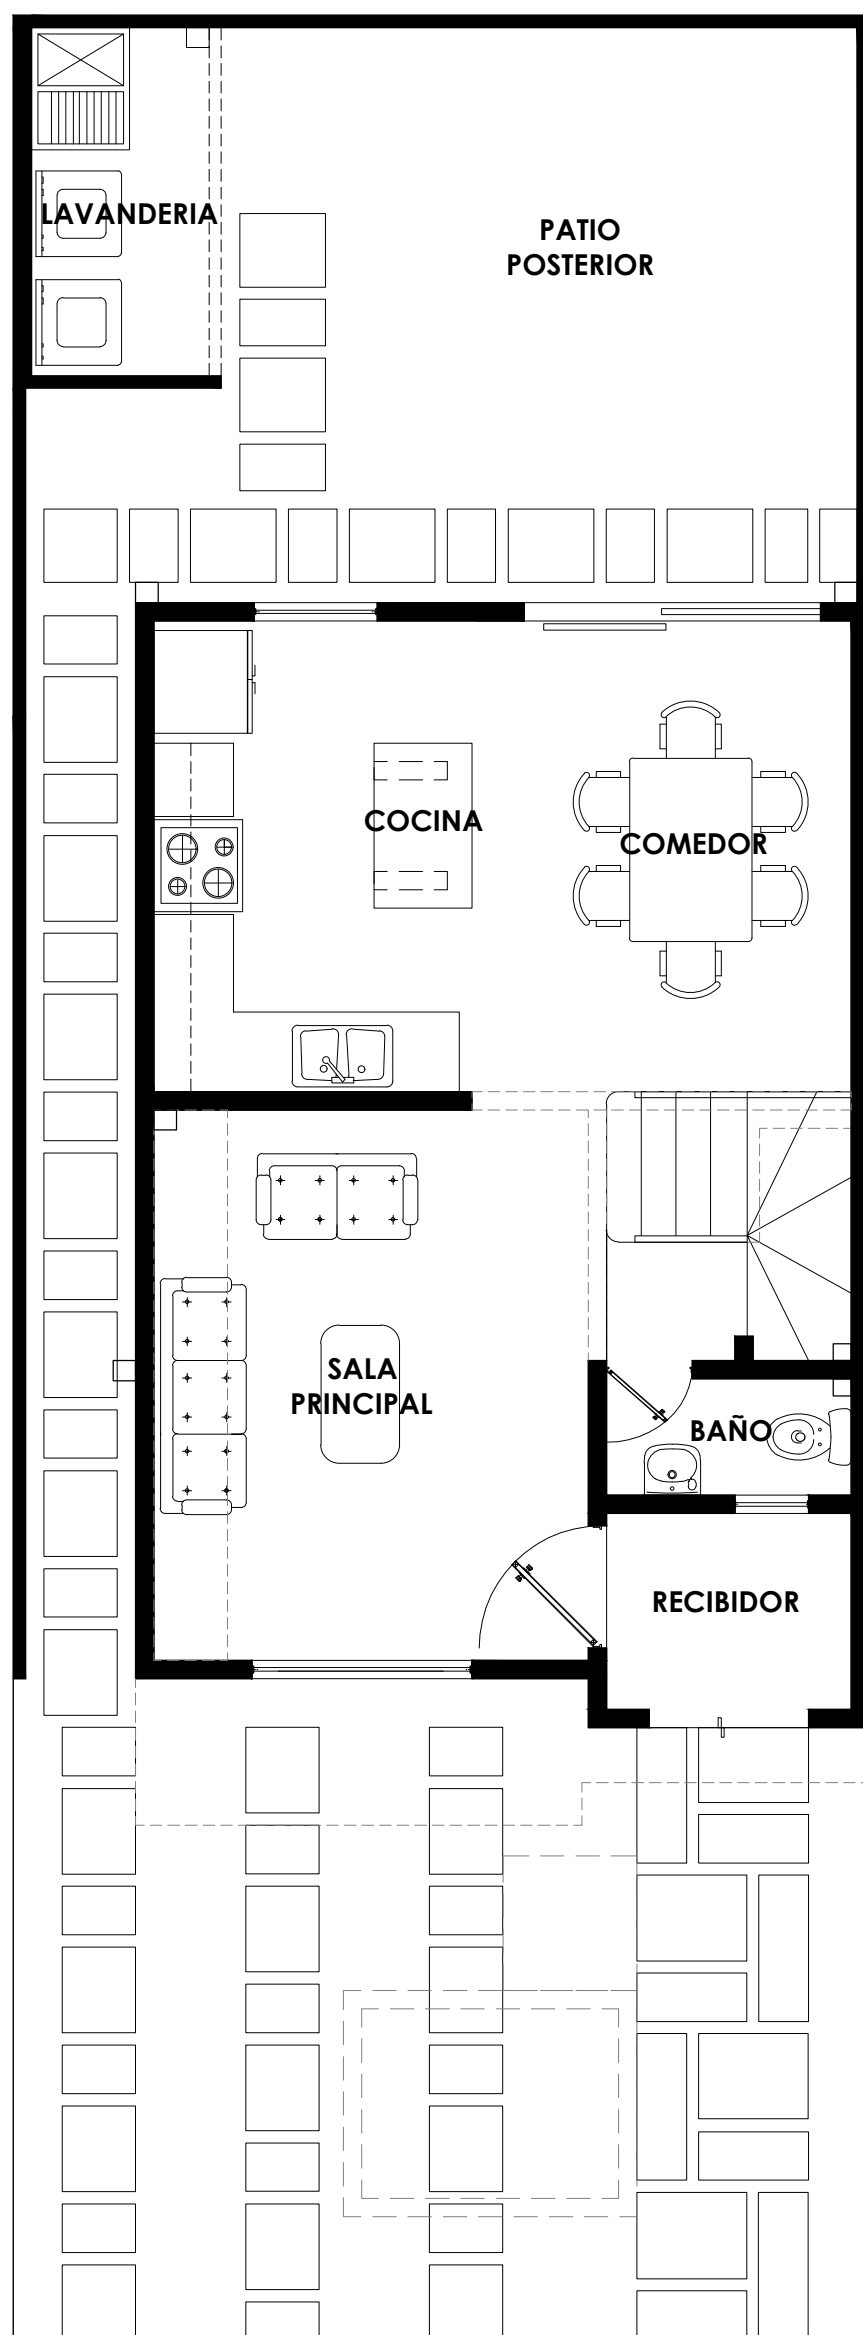 LAVANDERIA
PATIO
POSTERIOR
COCINA
COMEDOR
SALA
PRINCIPAL
BAÑO
RECIBIDOR